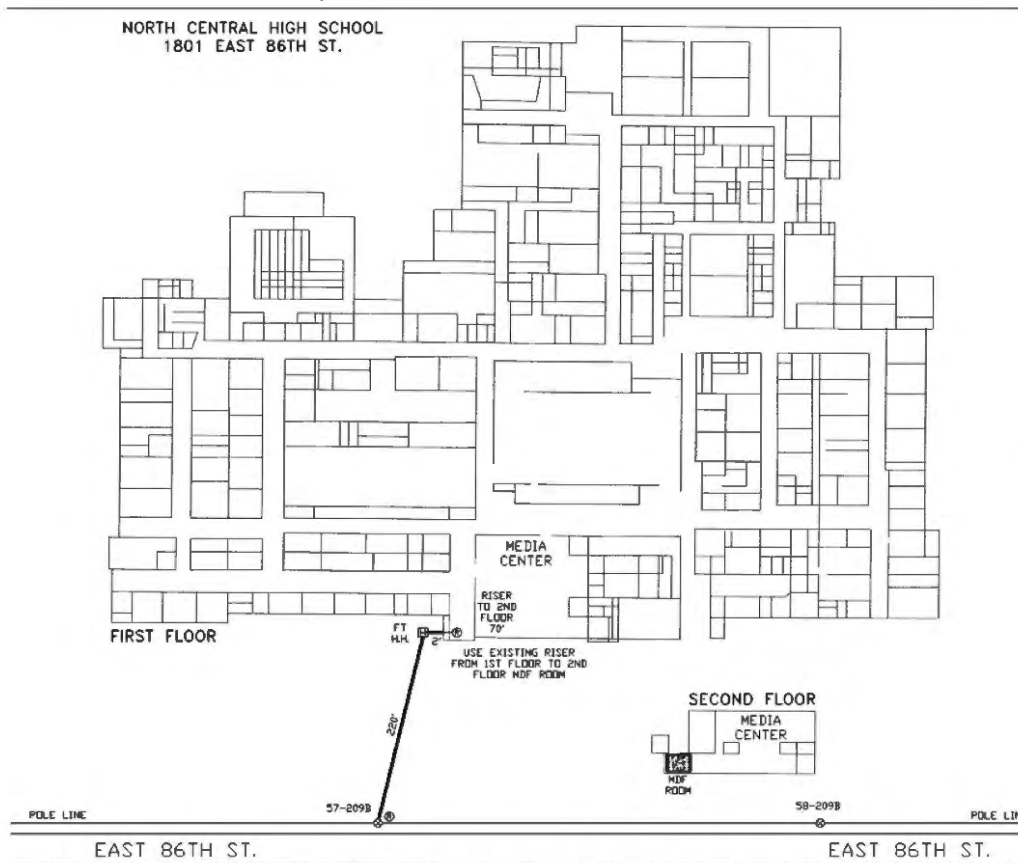 NORTH CENTRAL HIGH SCHOOL
1801 EAST 86TH ST.
MEDIA
CENTER
RISER
TO 2ND
FLOOR
70'
FIRST FLOOR
FT
H.H.
2'
USE EXISTING RISER
FROM 1ST FLOOR TO 2ND
FLOOR MDF ROOM
220'
SECOND FLOOR
MEDIA
CENTER
MDF
ROOM
57-209B
58-209B
POLE LINE
POLE LIN
EAST 86TH ST.
EAST 86TH ST.